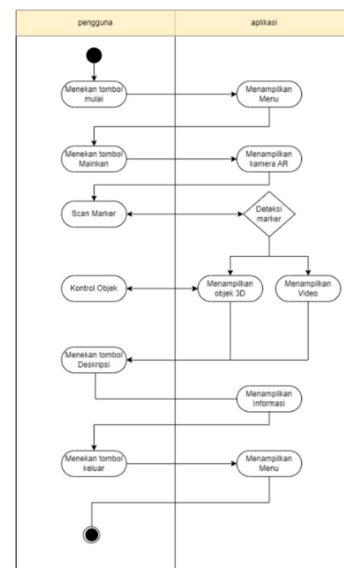 pengguna
aplikasi
Menekan tombol
mulai
Menampilkan
Menu
Menekan tombol
Mainkan
Menampilkan
kamera AR
Scan Marker
Deteksi
marker
Kontrol Objek
Menampilkan
objek 3D
Menampilkan
Video
Menekan tombol
Deskripsi
Menampilkan
Informasi
Menekan tombol
keluar
Menampilkan
Menu